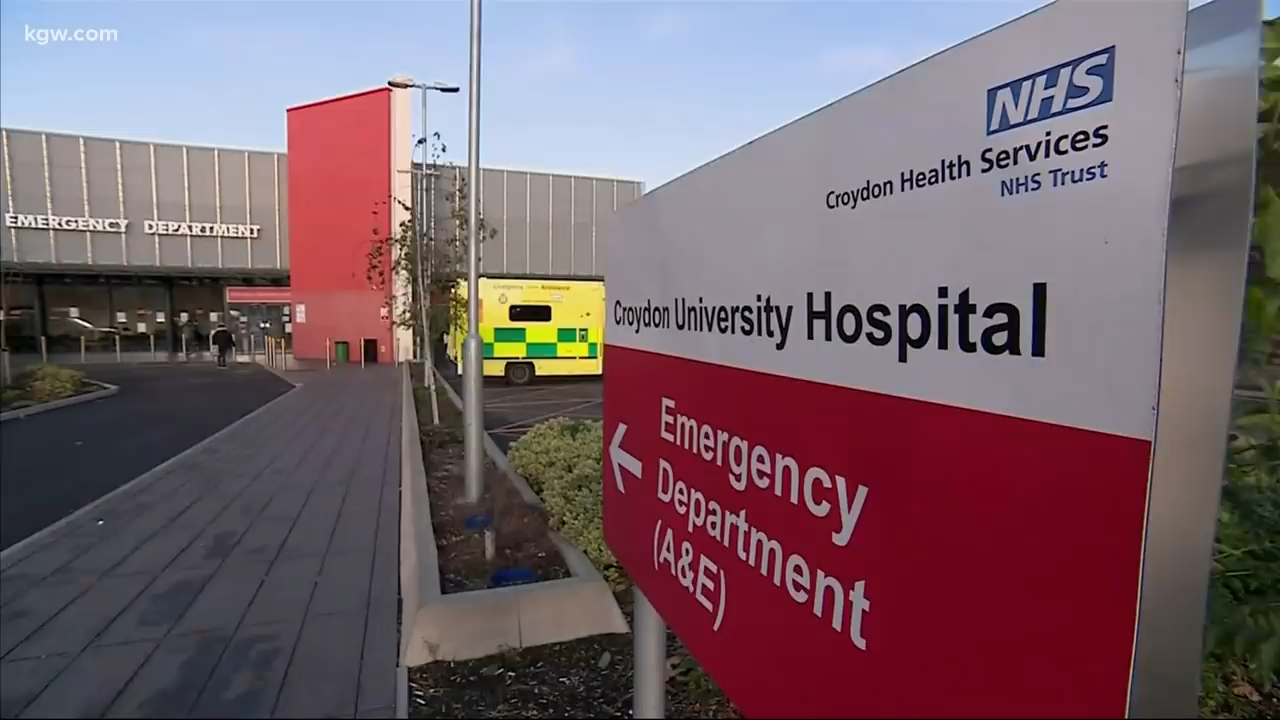 kgw.com
EMERGENCY DEPARTMENT
NHS
Croydon Health Services
NHS Trust
Croydon University Hospital
Emergency
Department
(A&E)